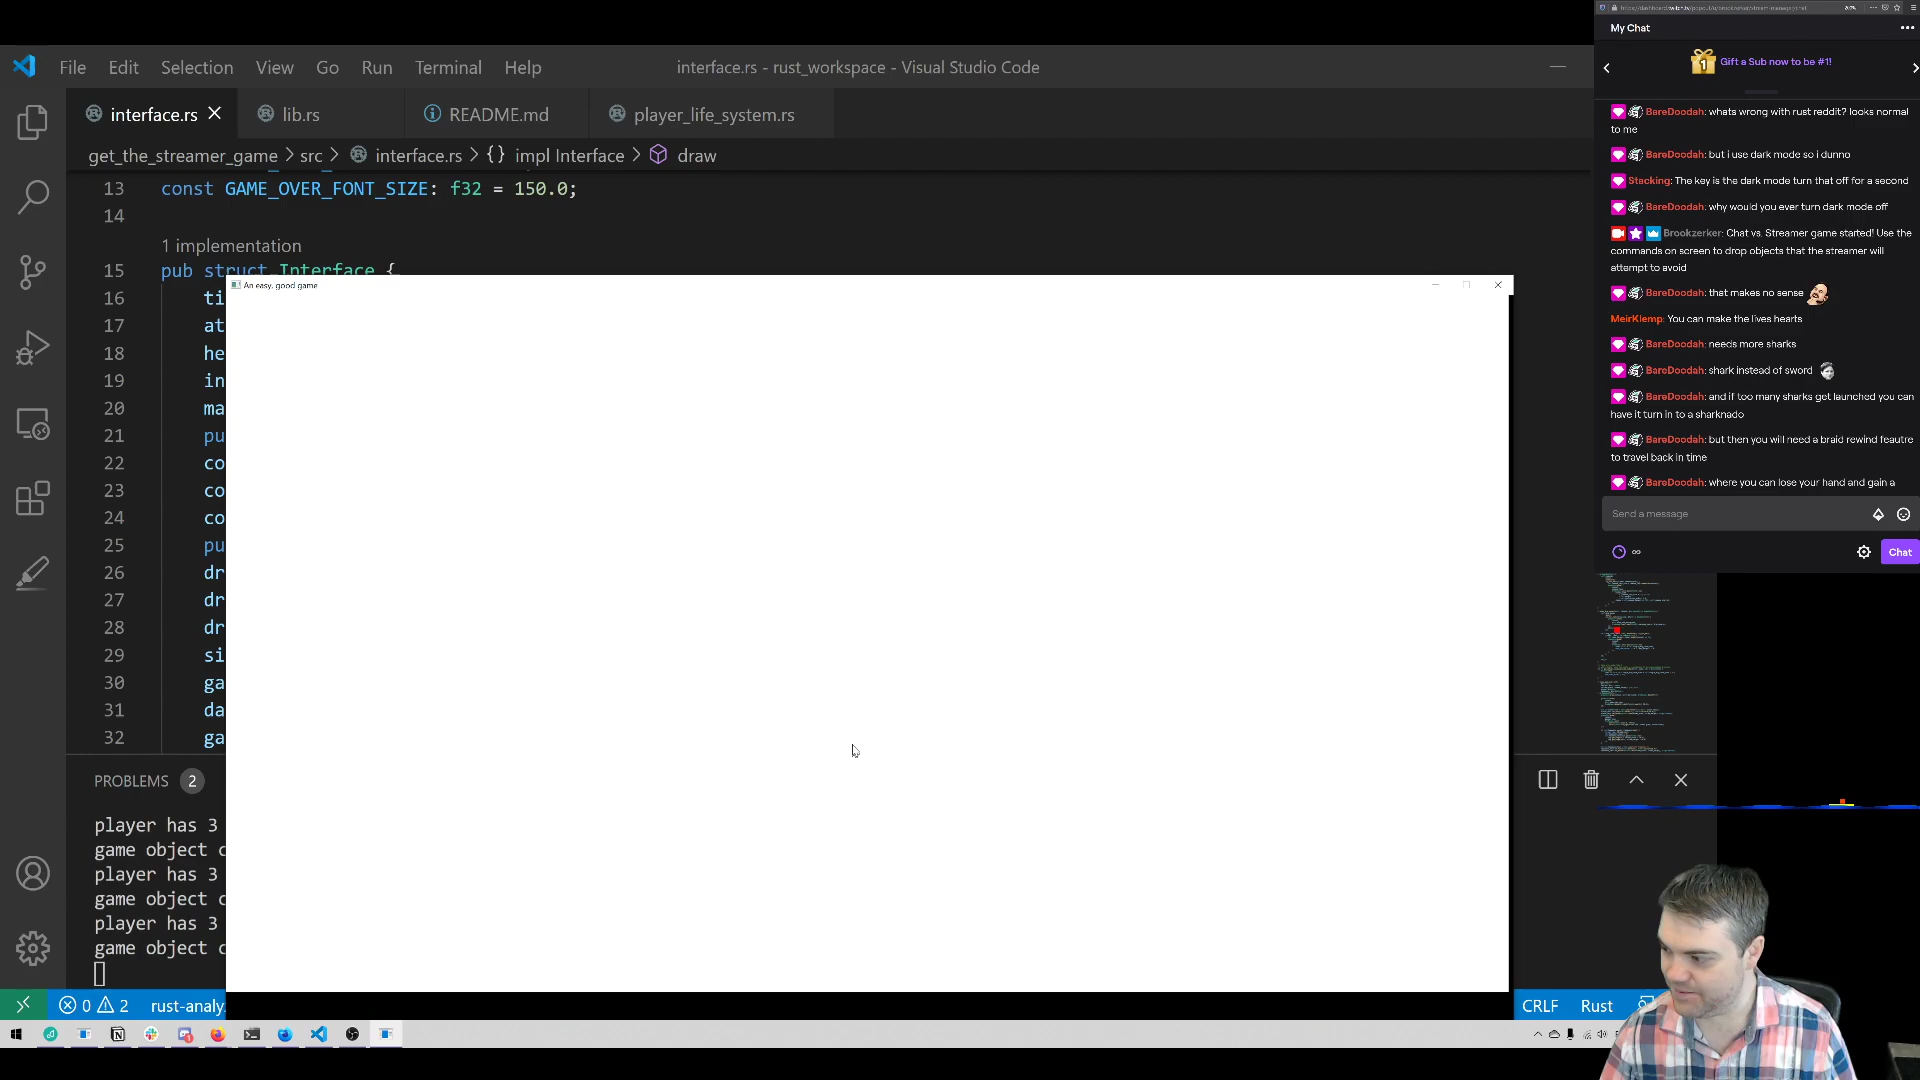 File Edit Selection View Go Run Terminal Help
interface.rs - rust_workspace - Visual Studio Code
interface.rs
lib.rs
README.md
player_life_system.rs
get_the_streamer_game > src > interface.rs > {} impl Interface > draw
13 const GAME_OVER_FONT_SIZE: f32 = 150.0;
14
1 implementation
15 pub struct Interface {
16 ti
17 at
18 he
19 in
20 ma
21 pu
22 co
23 co
24 co
25 pu
26 dr
27 dr
28 dr
29 si
30 ga
31 da
32 ga
An easy, good game
PROBLEMS 2
player has 3
game object c
player has 3
game object c
player has 3
game object c
0 2 rust-analy
CRLF Rust
My Chat
1 Gift a Sub now to be #1!
BareDoodah: whats wrong with rust reddit? looks normal
to me
BareDoodah: but i use dark mode so i dunno
Stacking: The key is the dark mode turn that off for a second
BareDoodah: why would you ever turn dark mode off
Brookzerker: Chat vs. Streamer game started! Use the
commands on screen to drop objects that the streamer will
attempt to avoid
BareDoodah: that makes no sense
MeirKlemp: You can make the lives hearts
BareDoodah: needs more sharks
BareDoodah: shark instead of sword
BareDoodah: and if too many sharks get launched you can
have it turn in to a sharknado
BareDoodah: but then you will need a braid rewind feautre
to travel back in time
BareDoodah: where you can lose your hand and gain a
Send a message
Chat